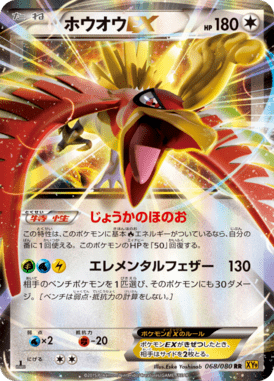 たね ホウオウEX HP180
とくせい
特性 じょうかのほのお
この特性は、このポケモンに基本エネルギーがついているなら、自分の
番に1回使える。このポケモンのHPを「50」回復する。
エレメンタルフェザー 130
相手のベンチポケモンを1匹選び、そのポケモンにも30ダメー
ジ。[ベンチは弱点・抵抗力の計算をしない。]
弱点 ×2 抵抗力 -20
にげる
ポケモンEXのルール
ポケモンEXがきぜつしたとき、
相手はサイドを2枚とる。
1
068/080 RR XY